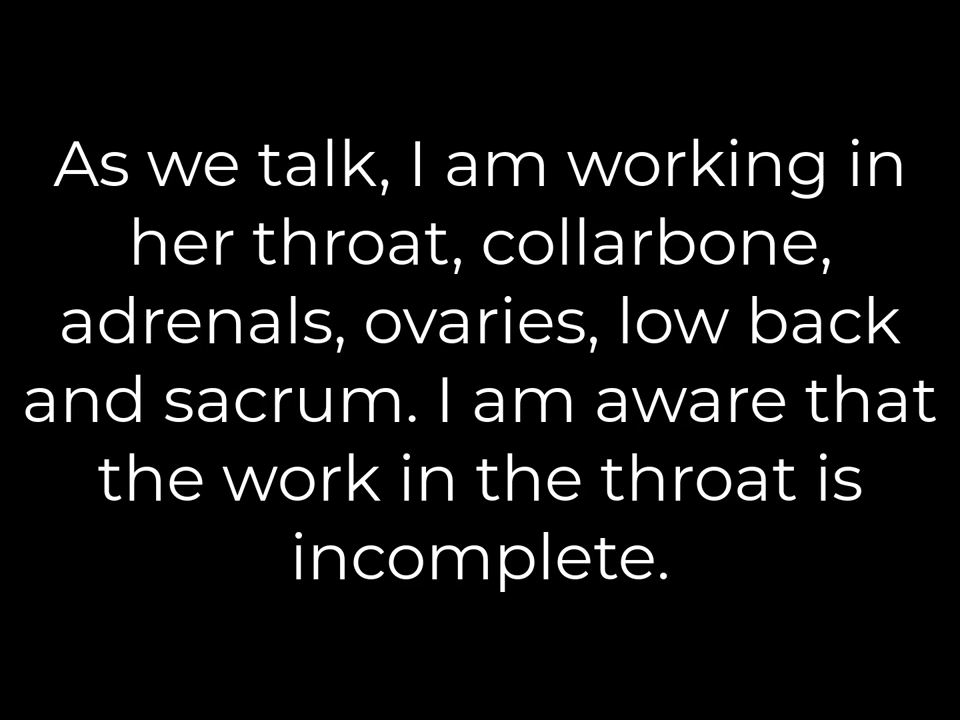 As we talk, I am working in
her throat, collarbone,
adrenals, ovaries, low back
and sacrum. I am aware that
the work in the throat is
incomplete.